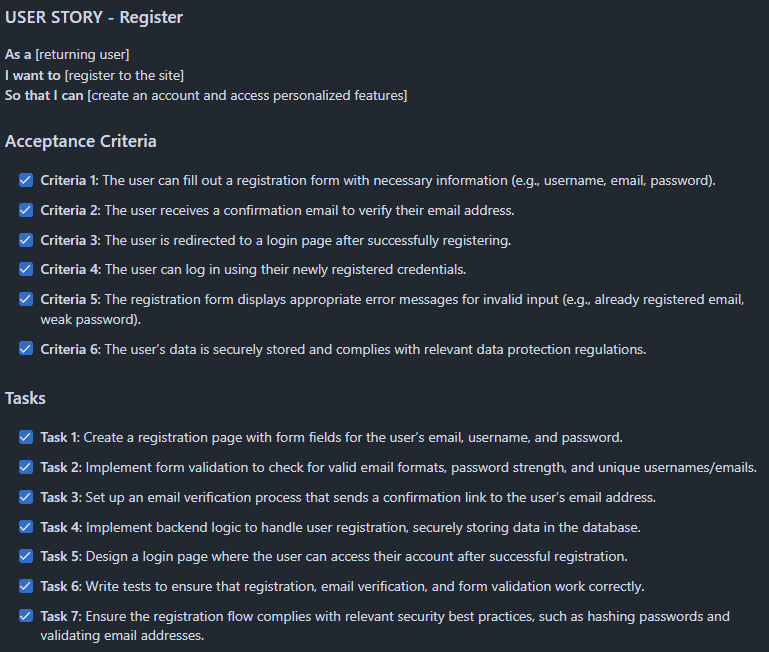 USER STORY - Register
As a [returning user]
I want to [register to the site]
So that I can [create an account and access personalized features]
Acceptance Criteria
Criteria 1: The user can fill out a registration form with necessary information (e.g., username, email, password).
Criteria 2: The user receives a confirmation email to verify their email address.
Criteria 3: The user is redirected to a login page after successfully registering.
Criteria 4: The user can log in using their newly registered credentials.
Criteria 5: The registration form displays appropriate error messages for invalid input (e.g., already registered email,
weak password).
Criteria 6: The user’s data is securely stored and complies with relevant data protection regulations.
Tasks
Task 1: Create a registration page with form fields for the user’s email, username, and password.
Task 2: Implement form validation to check for valid email formats, password strength, and unique usernames/emails.
Task 3: Set up an email verification process that sends a confirmation link to the user’s email address.
Task 4: Implement backend logic to handle user registration, securely storing data in the database.
Task 5: Design a login page where the user can access their account after successful registration.
Task 6: Write tests to ensure that registration, email verification, and form validation work correctly.
Task 7: Ensure the registration flow complies with relevant security best practices, such as hashing passwords and
validating email addresses.